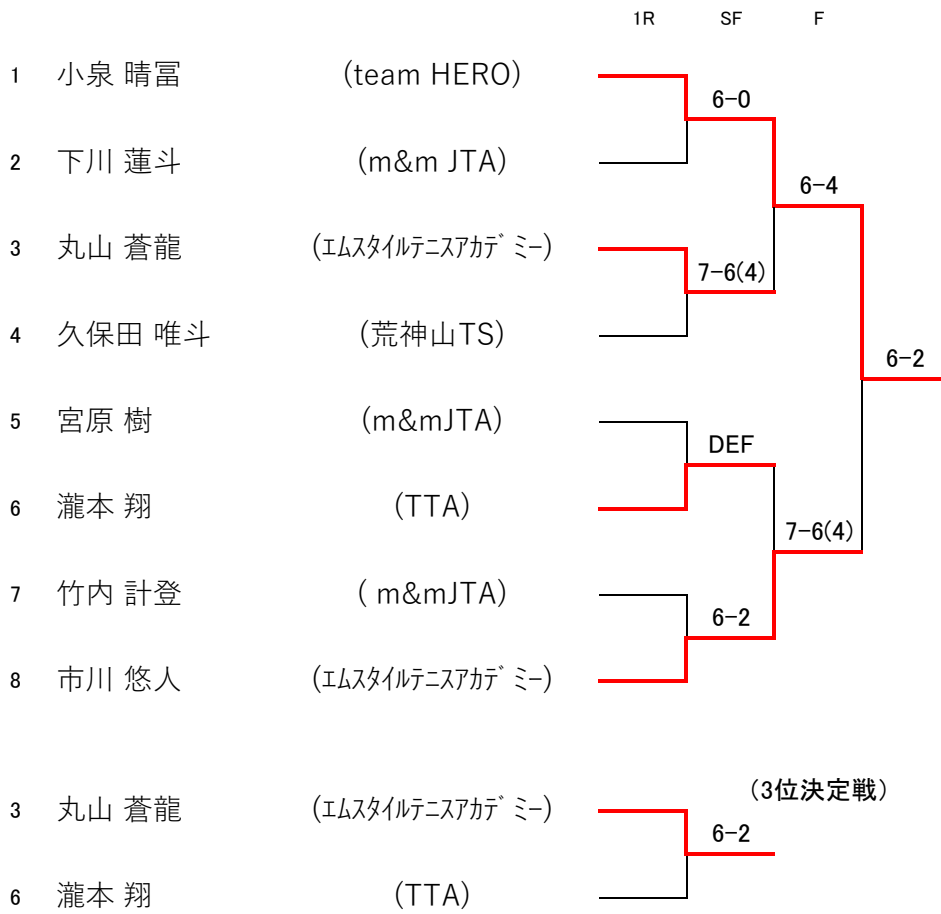 1R SF F
1 小泉 晴冨 (team HERO)
6-0
2 下川 蓮斗 (m&m JTA)
6-4
3 丸山 蒼龍 (ｴﾑｽﾀｲﾙﾃﾆｽｱｶﾃﾞﾐｰ)
7-6(4)
4 久保田 唯斗 (荒神山TS)
6-2
5 宮原 樹 (m&mJTA)
DEF
6 瀧本 翔 (TTA)
7-6(4)
7 竹内 計登 ( m&mJTA)
6-2
8 市川 悠人 (ｴﾑｽﾀｲﾙﾃﾆｽｱｶﾃﾞﾐｰ)
(3位決定戦)
3 丸山 蒼龍 (ｴﾑｽﾀｲﾙﾃﾆｽｱｶﾃﾞﾐｰ)
6-2
6 瀧本 翔 (TTA)